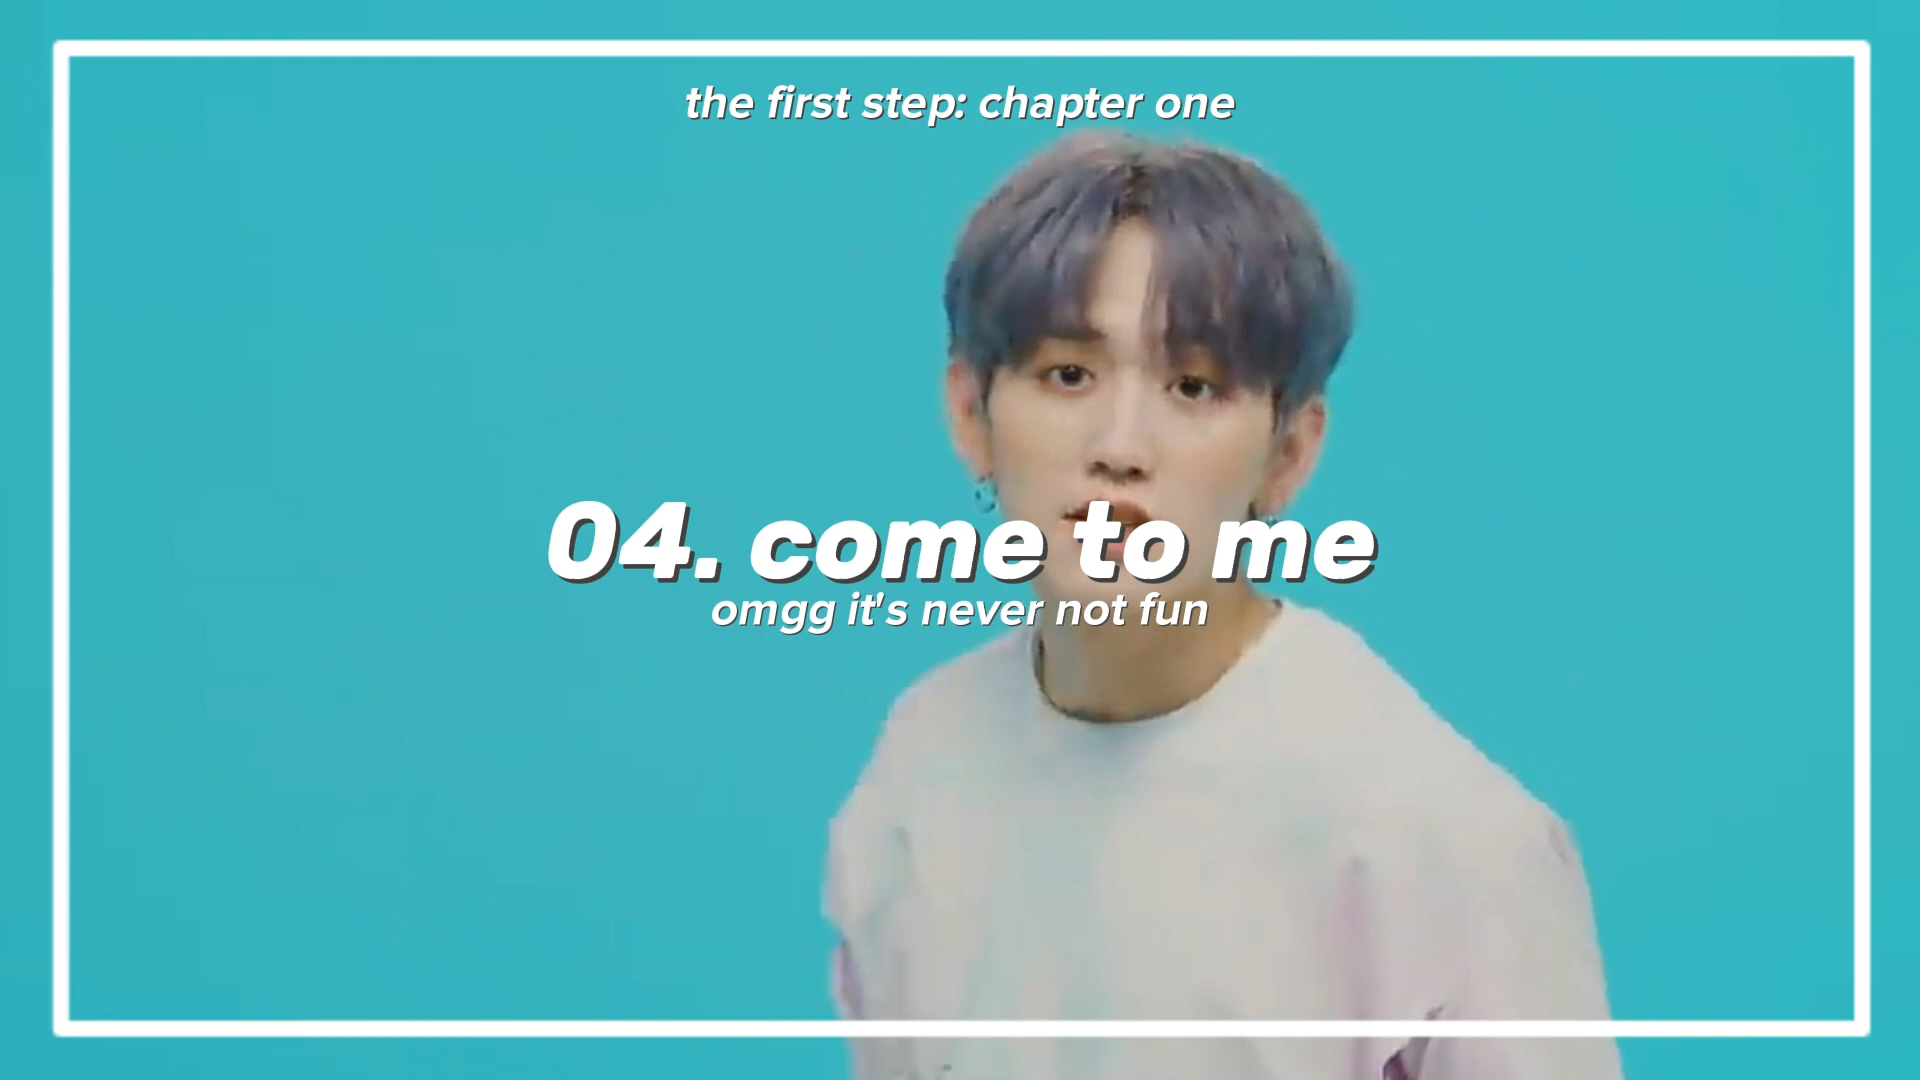 the first step: chapter one
04. come to me
omgg it's never not fun